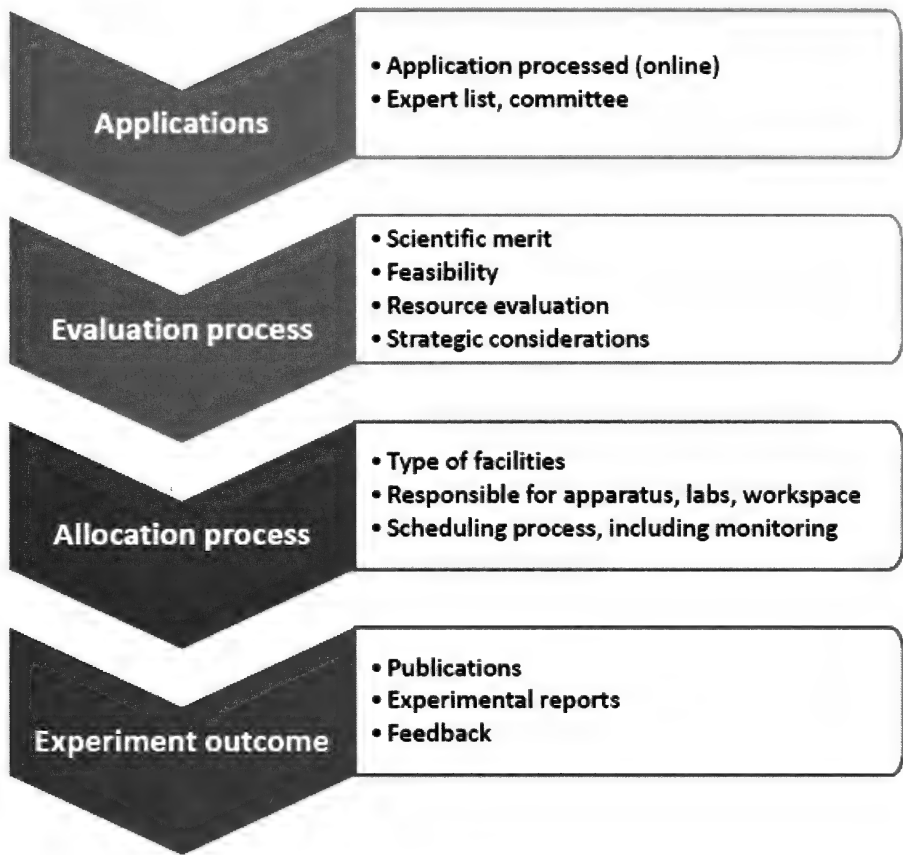 Applications
• Application processed (online)
• Expert list, committee
Evaluation process
• Scientific merit
• Feasibility
• Resource evaluation
• Strategic considerations
Allocation process
• Type of facilities
• Responsible for apparatus, labs, workspace
• Scheduling process, including monitoring
Experiment outcome
• Publications
• Experimental reports
• Feedback